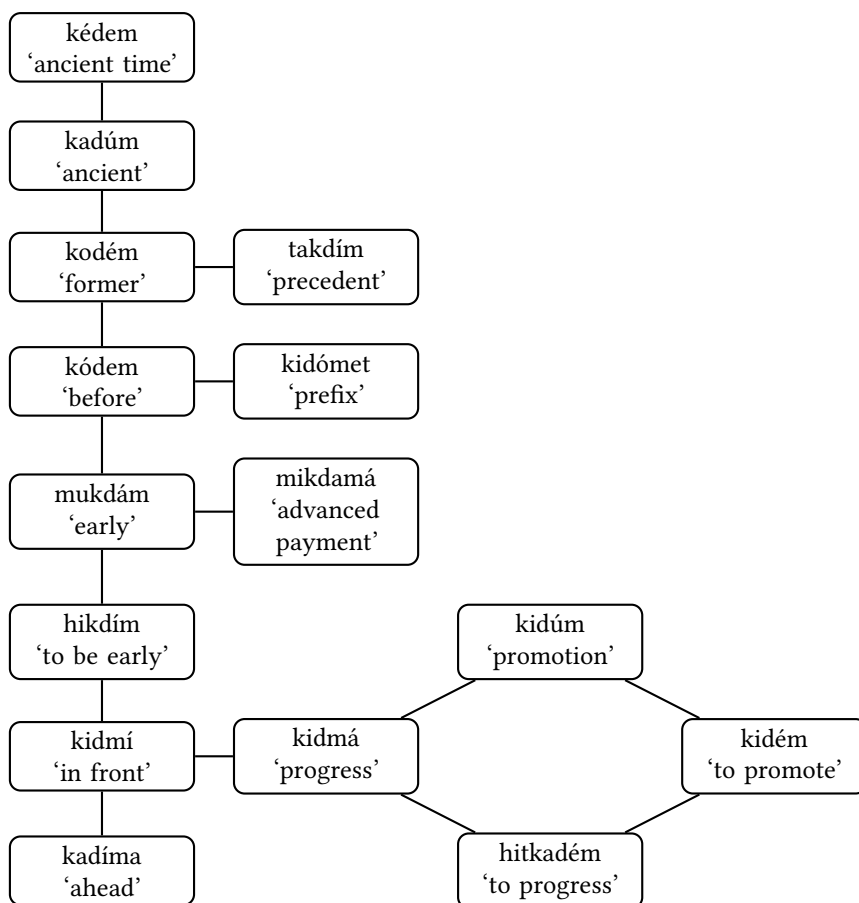 kédem
‘ancient time’
kadúm
‘ancient’
kodém
‘former’
takdím
‘precedent’
kódem
‘before’
kidómet
‘prefix’
mukdám
‘early’
mikdamá
‘advanced
payment’
hikdím
‘to be early’
kidúm
‘promotion’
kidmí
‘in front’
kidmá
‘progress’
kidém
‘to promote’
kadíma
‘ahead’
hitkadém
‘to progress’